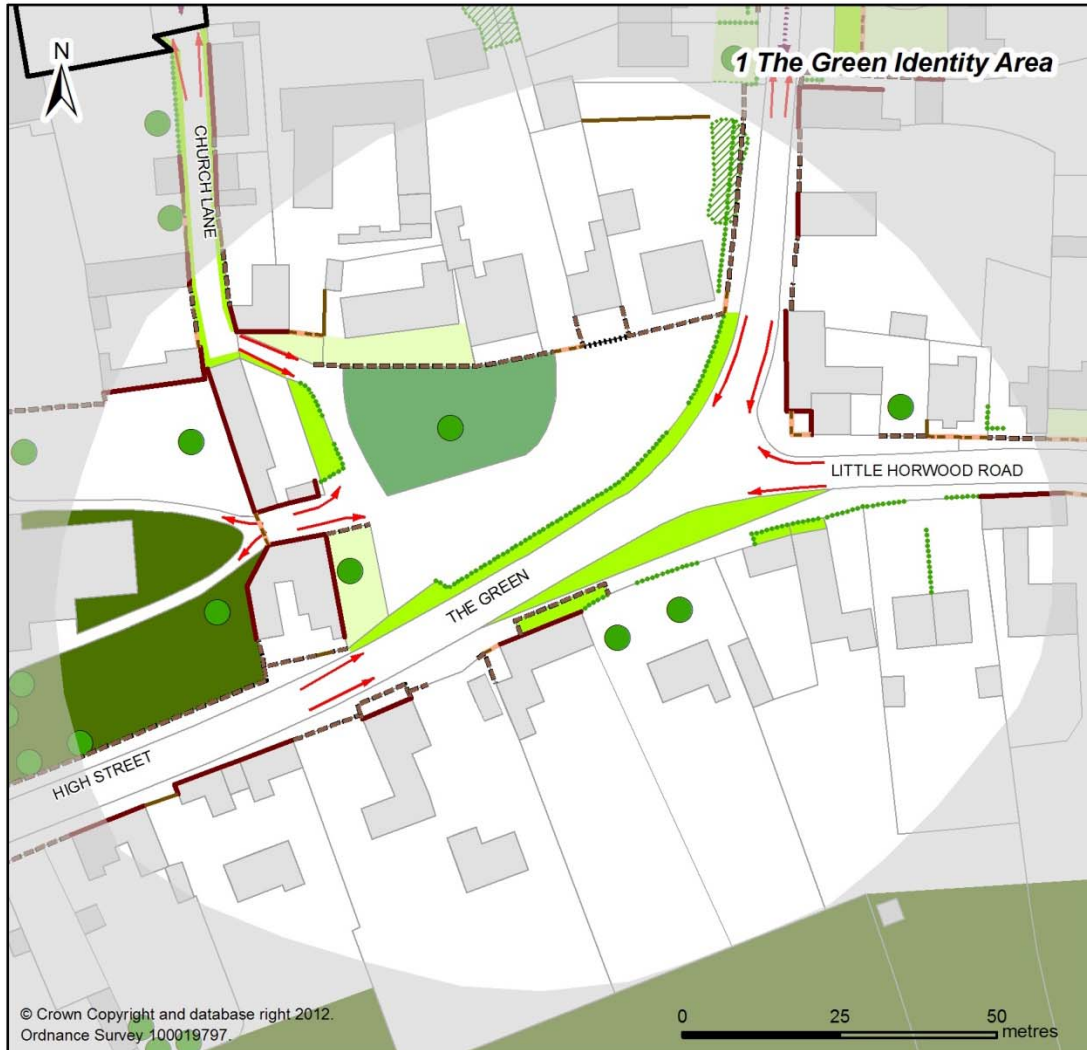 1 The Green Identity Area
N
CHURCH LANE
LITTLE HORWOOD ROAD
THE GREEN
HIGH STREET
© Crown Copyright and database right 2012.
Ordnance Survey 100019797.
0 25 50
metres